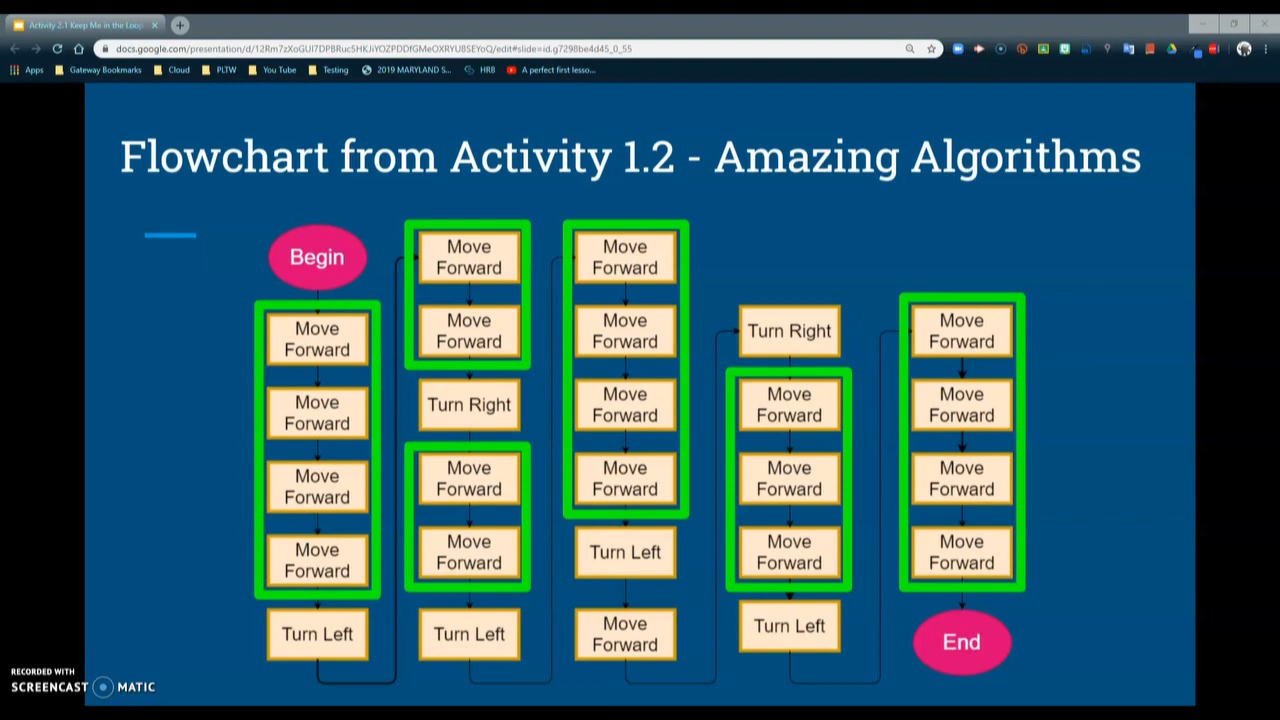 Activity 2.1 Keep Me in the Loop
docs.google.com/presentation/d/12Rm7zXoGUI7DPBRuc5HKJiYOZPDDfGMeOXRYU8SEYoQ/edit#slide=id.g7298be4d45_0_55
Apps Gateway Bookmarks Cloud PLTW You Tube Testing 2019 MARYLAND S... HRB A perfect first lesso...
Flowchart from Activity 1.2 - Amazing Algorithms
Begin
Move
Forward
Move
Forward
Move
Forward
Move
Forward
Turn Left
Move
Forward
Move
Forward
Turn Right
Move
Forward
Move
Forward
Turn Left
Move
Forward
Move
Forward
Move
Forward
Move
Forward
Turn Left
Move
Forward
Turn Right
Move
Forward
Move
Forward
Move
Forward
Turn Left
Move
Forward
Move
Forward
Move
Forward
Move
Forward
End
RECORDED WITH
SCREENCAST MATIC